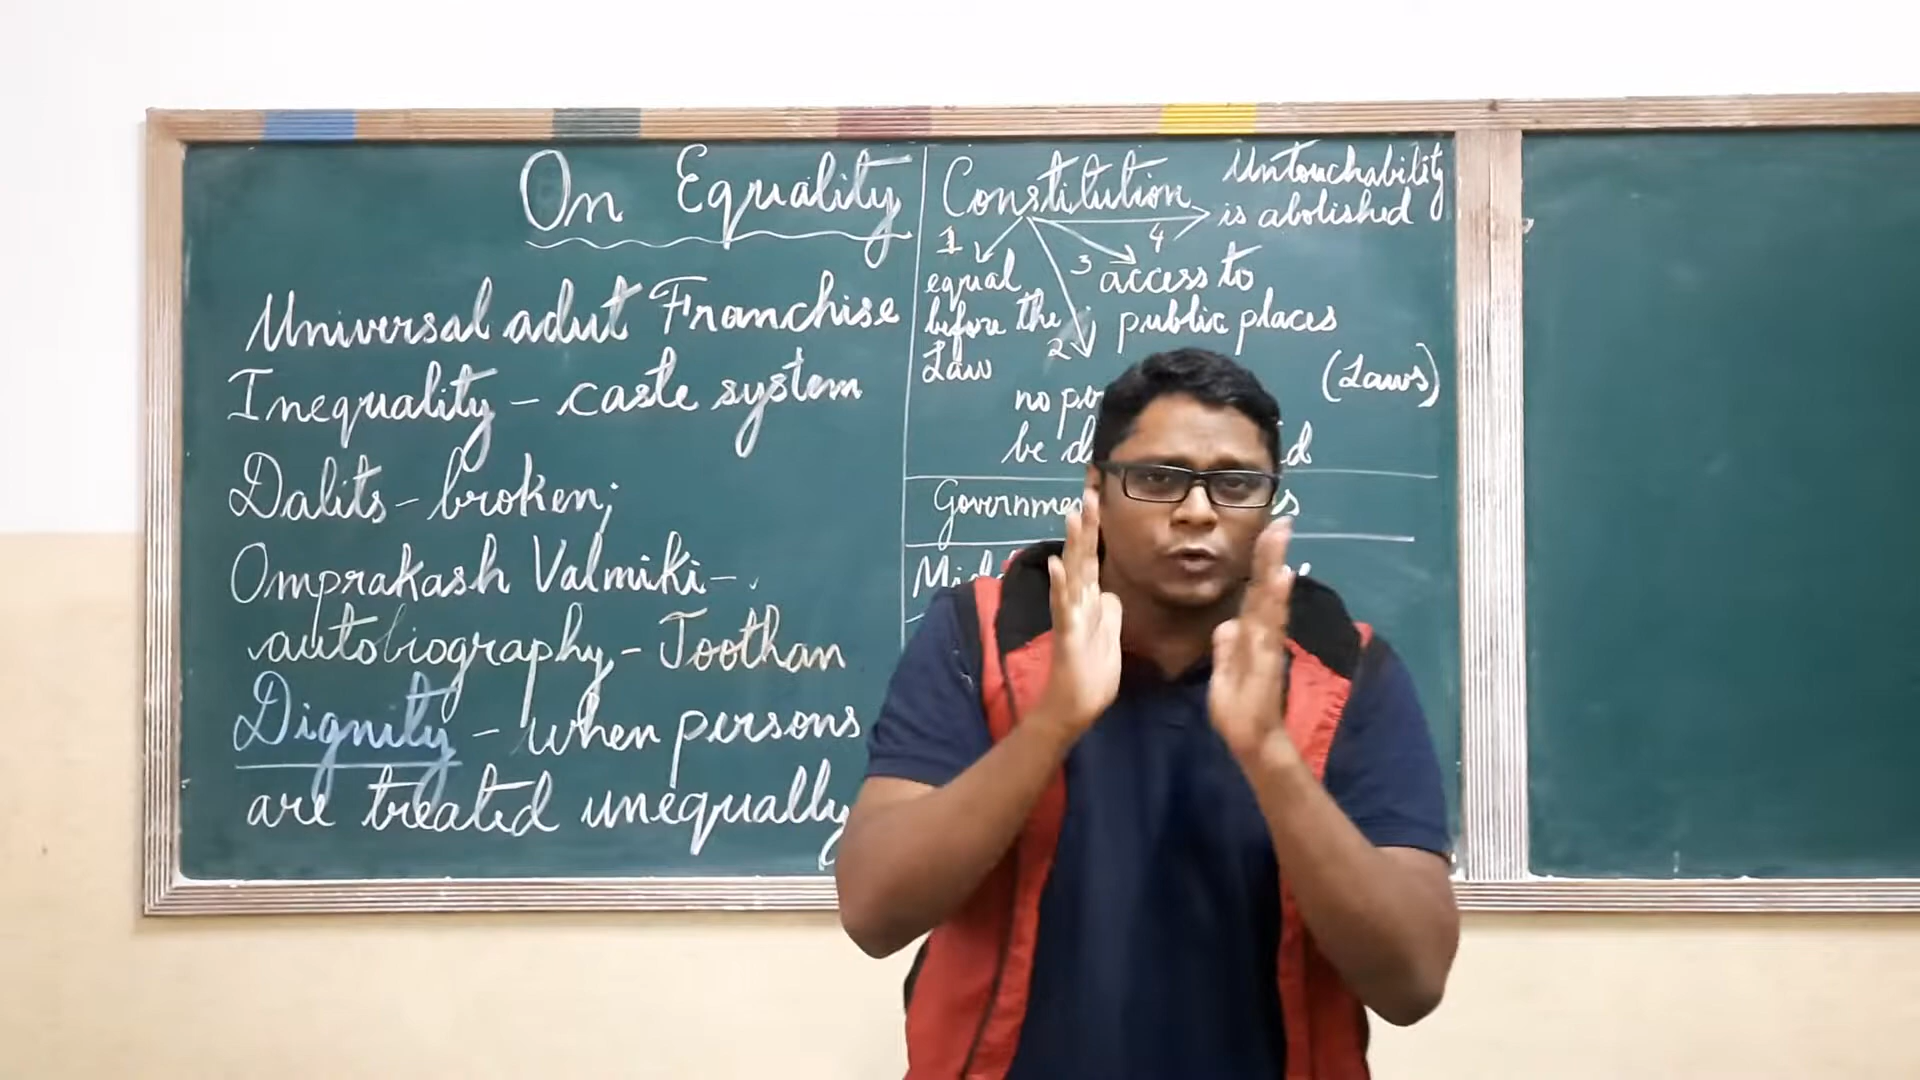 On Equality
Universal adut Franchise
Inequality - caste system
Dalits - broken;
Omprakash Valmiki -
autobiography - Joothan
Dignity - when persons
are treated unequally
Constitution
1
equal
before the
Law
2
no
be
3 access to
public places
4
Untouchability
is abolished
(Laws)